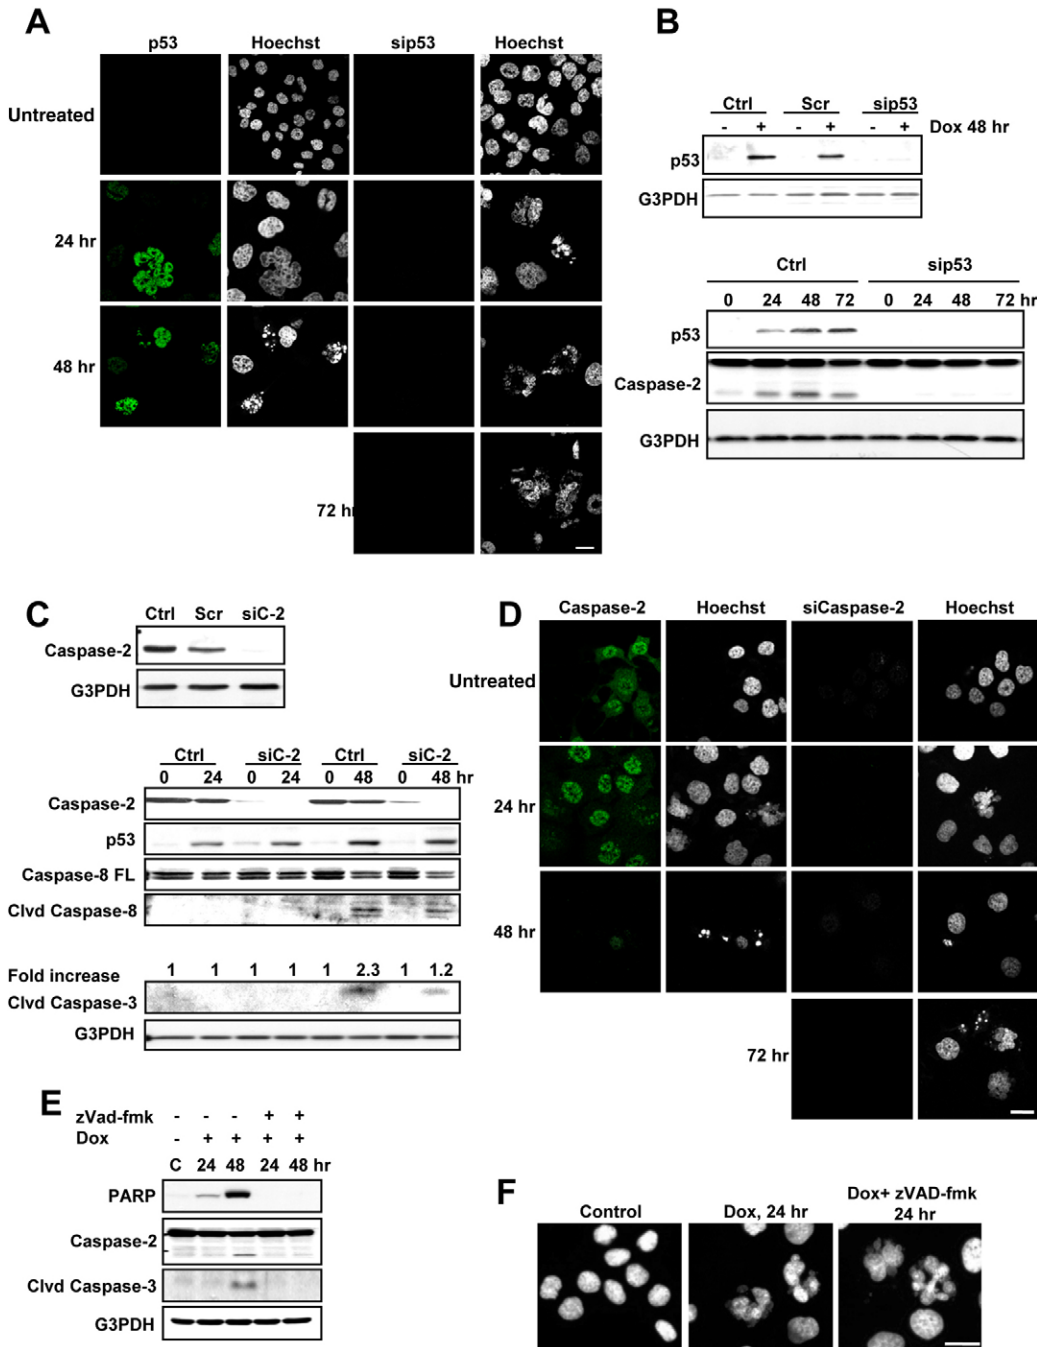 A
p53 Hoechst sip53 Hoechst
Untreated
24 hr
48 hr
72 hr
B
Ctrl Scr sip53
- + - + - + Dox 48 hr
p53
G3PDH
Ctrl sip53
0 24 48 72 0 24 48 72 hr
p53
Caspase-2
G3PDH
C
Ctrl Scr siC-2
Caspase-2
G3PDH
Ctrl siC-2 Ctrl siC-2
0 24 0 24 0 48 0 48 hr
Caspase-2
p53
Caspase-8 FL
Clvd Caspase-8
Fold increase 1 1 1 1 1 2.3 1 1.2
Clvd Caspase-3
G3PDH
D
Caspase-2 Hoechst siCaspase-2 Hoechst
Untreated
24 hr
48 hr
72 hr
E
zVad-fmk - - - + +
Dox - + + + +
C 24 48 24 48 hr
PARP
Caspase-2
Clvd Caspase-3
G3PDH
F
Control Dox, 24 hr Dox+ zVAD-fmk
24 hr